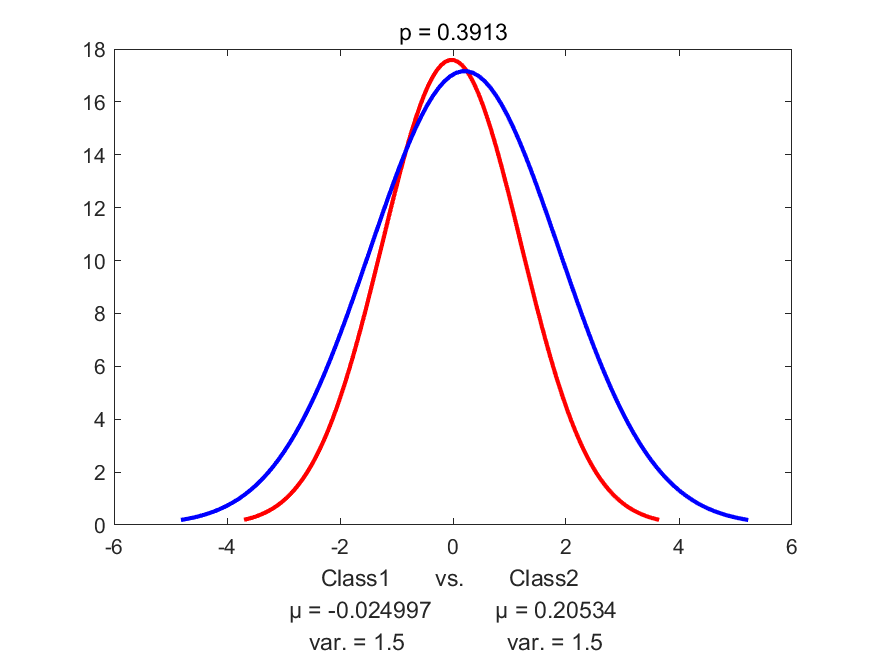 p = 0.3913
18
16
14
12
10
8
6
4
2
0
-6 -4 -2 0 2 4 6
Class1 vs. Class2
μ = -0.024997 μ = 0.20534
var. = 1.5 var. = 1.5